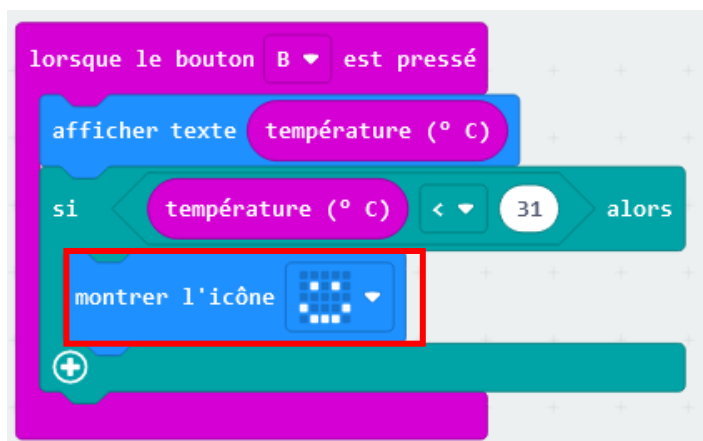 lorsque le bouton B est pressé
afficher texte température (° C)
si température (° C) < 31 alors
montrer l'icône